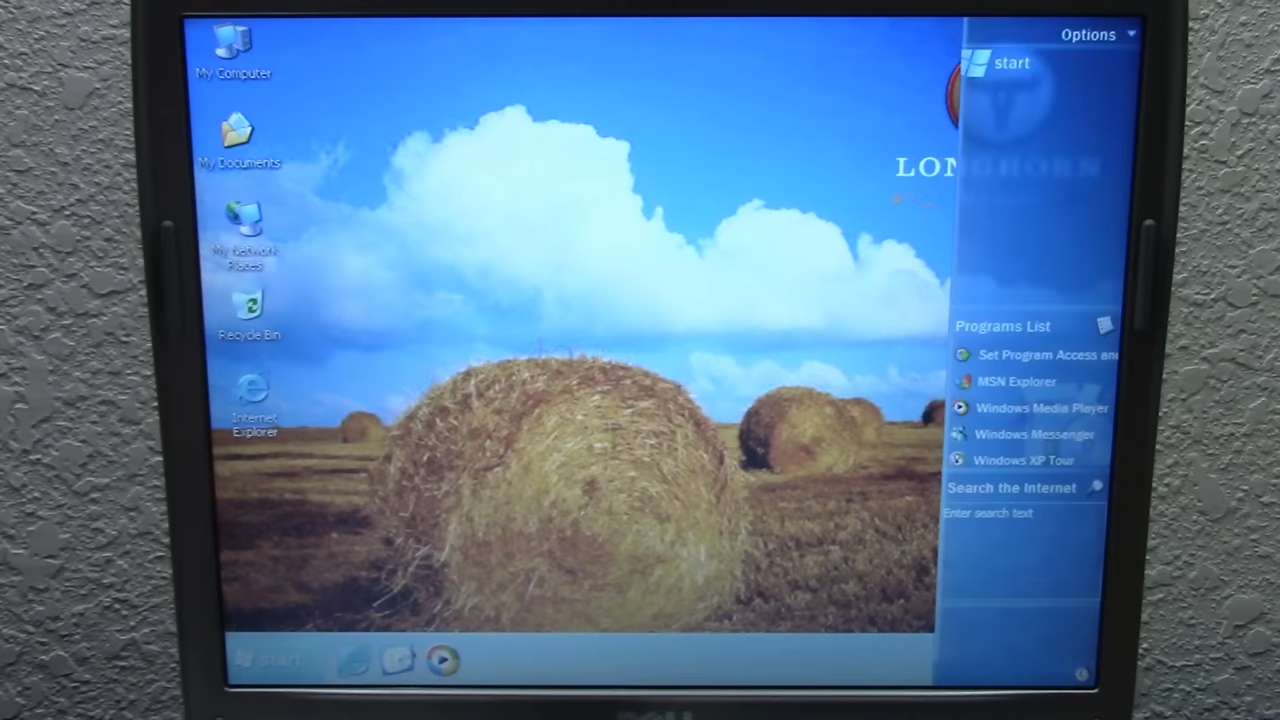 My Computer
My Documents
My Network
Places
Recycle Bin
Internet
Explorer
LON
Options
start
Programs List
Set Program Access and
MSN Explorer
Windows Media Player
Windows Messenger
Windows XP Tour
Search the Internet
Enter search text
start
DELL